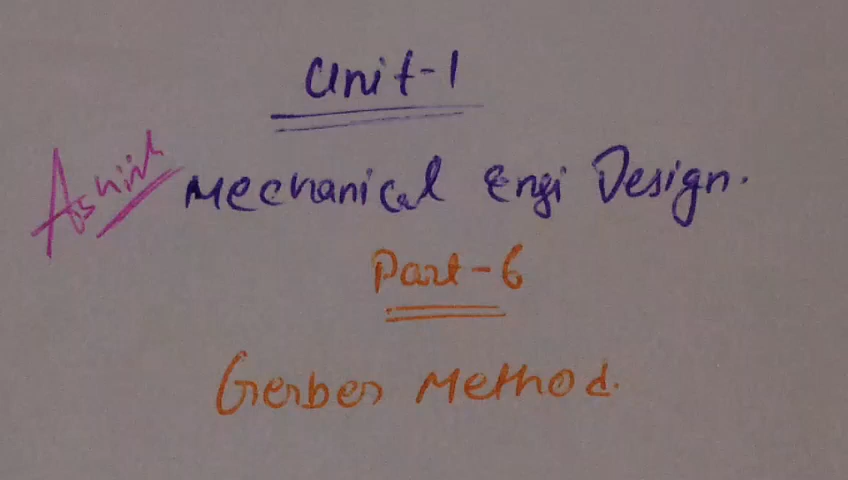 Unit-1
Ashish
Mechanical Engi Design.
Part-6
Gerber Method.